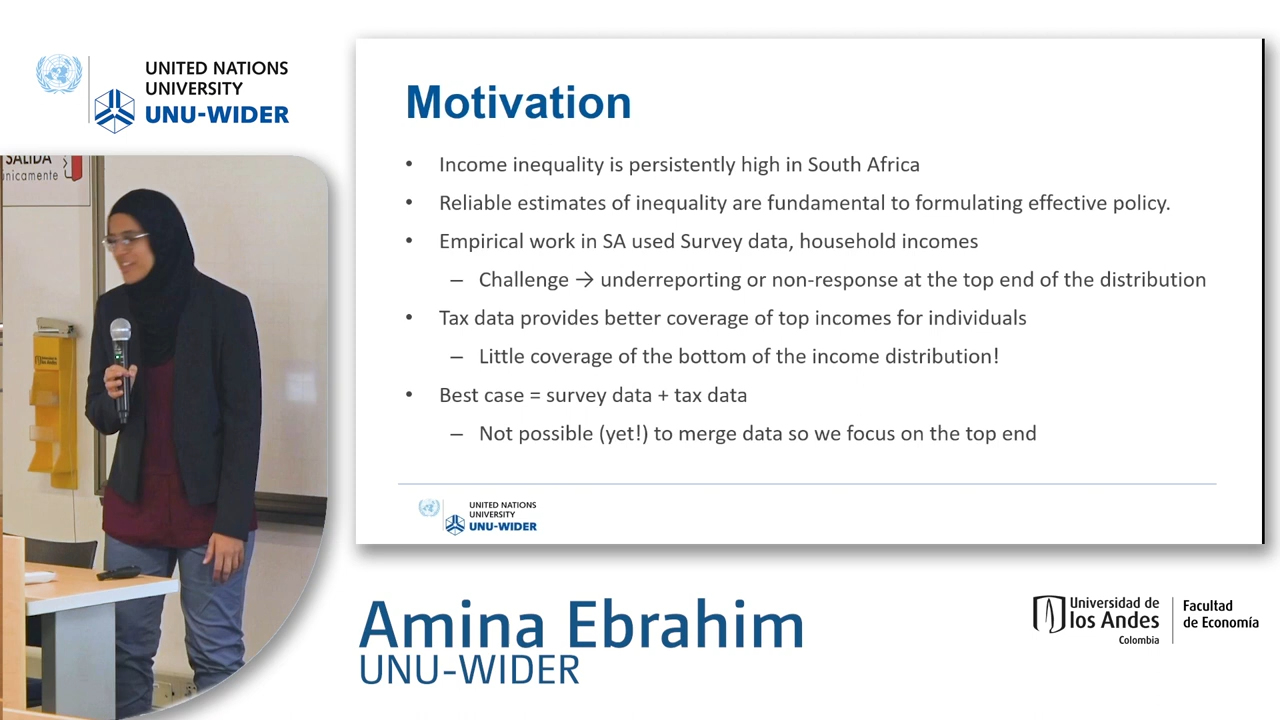 UNITED NATIONS
UNIVERSITY
UNU-WIDER
SALIDA
únicamente
Motivation
• Income inequality is persistently high in South Africa
• Reliable estimates of inequality are fundamental to formulating effective policy.
• Empirical work in SA used Survey data, household incomes
– Challenge → underreporting or non-response at the top end of the distribution
• Tax data provides better coverage of top incomes for individuals
– Little coverage of the bottom of the income distribution!
• Best case = survey data + tax data
– Not possible (yet!) to merge data so we focus on the top end
UNITED NATIONS
UNIVERSITY
UNU-WIDER
Amina Ebrahim
UNU-WIDER
Universidad de
los Andes
Colombia
Facultad
de Economía